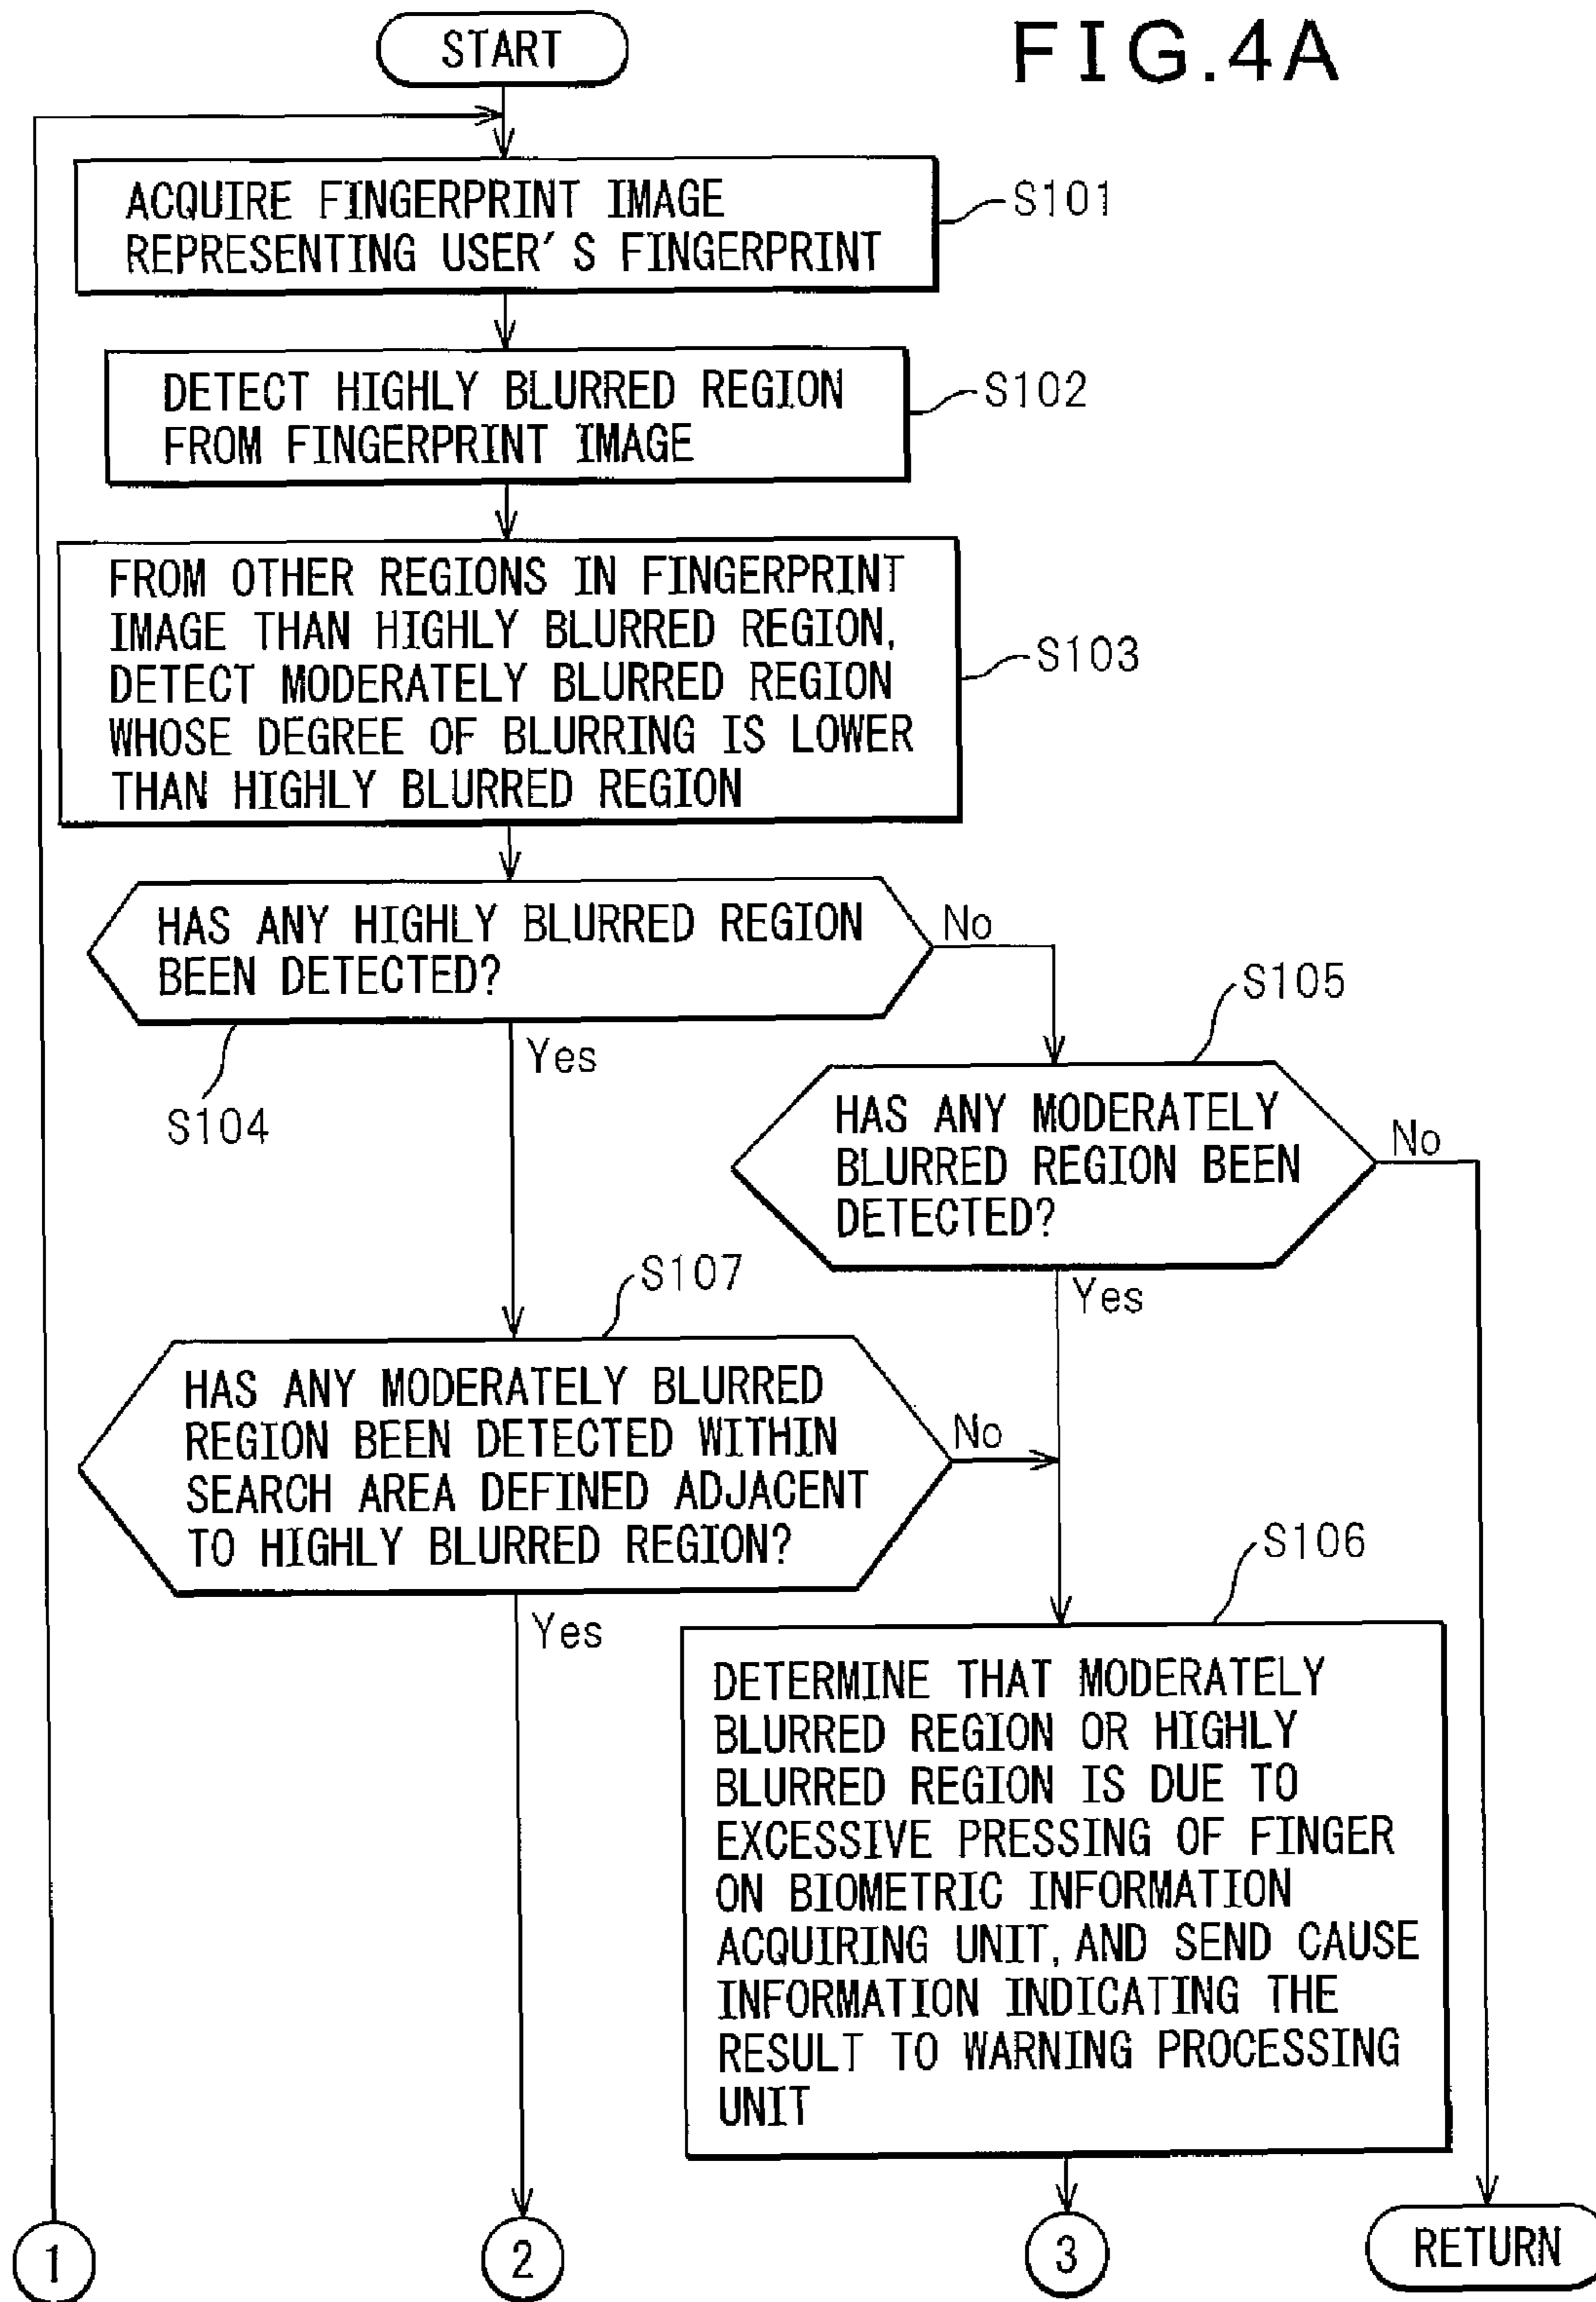 FIG.4A
START
ACQUIRE FINGERPRINT IMAGE
REPRESENTING USER'S FINGERPRINT
S101
DETECT HIGHLY BLURRED REGION
FROM FINGERPRINT IMAGE
S102
FROM OTHER REGIONS IN FINGERPRINT
IMAGE THAN HIGHLY BLURRED REGION,
DETECT MODERATELY BLURRED REGION
WHOSE DEGREE OF BLURRING IS LOWER
THAN HIGHLY BLURRED REGION
S103
HAS ANY HIGHLY BLURRED REGION
BEEN DETECTED?
No
Yes
S104
S105
HAS ANY MODERATELY
BLURRED REGION BEEN
DETECTED?
No
Yes
S107
HAS ANY MODERATELY BLURRED
REGION BEEN DETECTED WITHIN
SEARCH AREA DEFINED ADJACENT
TO HIGHLY BLURRED REGION?
No
Yes
S106
DETERMINE THAT MODERATELY
BLURRED REGION OR HIGHLY
BLURRED REGION IS DUE TO
EXCESSIVE PRESSING OF FINGER
ON BIOMETRIC INFORMATION
ACQUIRING UNIT, AND SEND CAUSE
INFORMATION INDICATING THE
RESULT TO WARNING PROCESSING
UNIT
1
2
3
RETURN